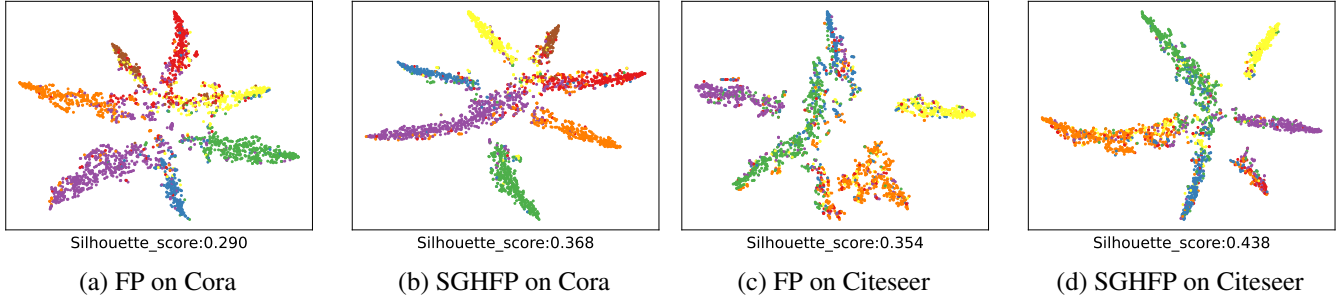 Silhouette_score:0.290
Silhouette_score:0.368
Silhouette_score:0.354
Silhouette_score:0.438
(a) FP on Cora
(b) SGHFP on Cora
(c) FP on Citeseer
(d) SGHFP on Citeseer